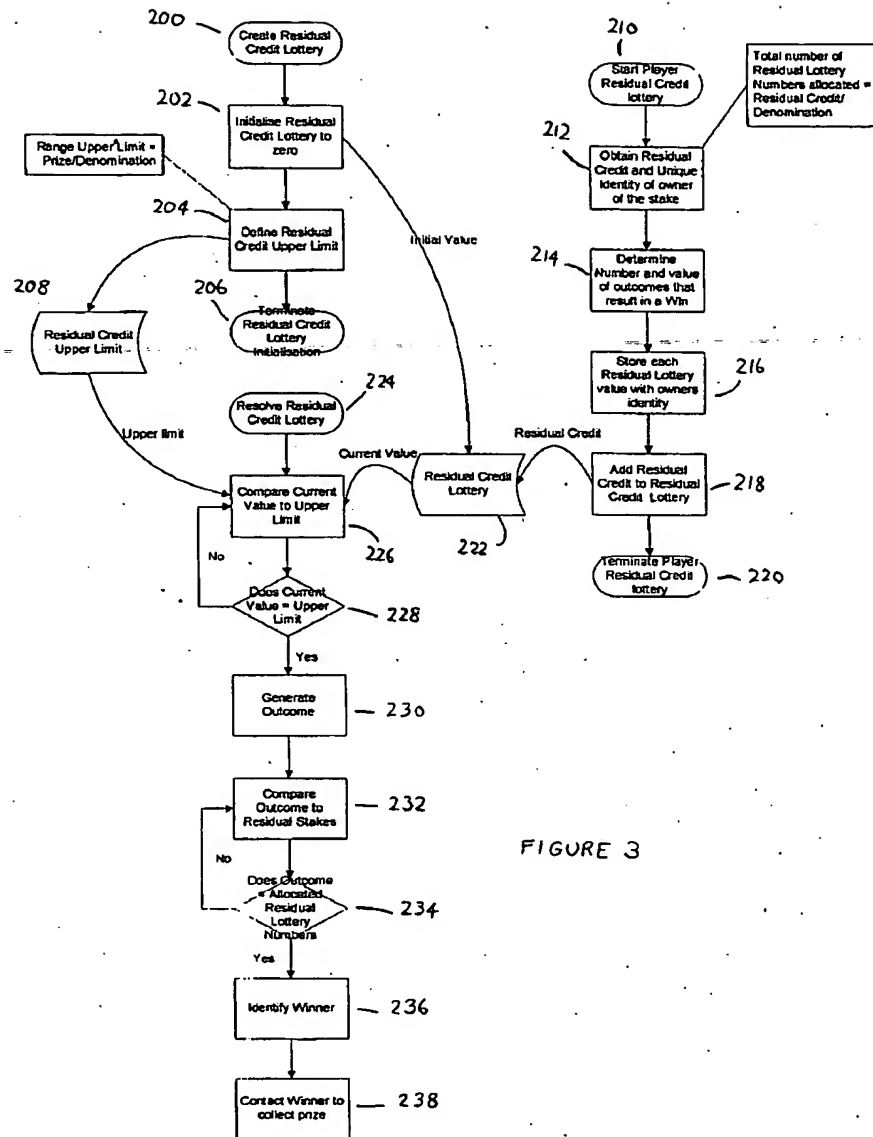 200
Create Residual
Credit Lottery
202
Initialise Residual
Credit Lottery to
zero
Range Upper Limit =
Prize/Denomination
204
Define Residual
Credit Upper Limit
208
Residual Credit
Upper Limit
206
Terminate
Residual Credit
Lottery
Initialisation
Initial Value
210
Start Player
Residual Credit
lottery
Total number of
Residual Lottery
Numbers allocated =
Residual Credit/
Denomination
212
Obtain Residual
Credit and Unique
Identity of owner
of the stake
214
Determine
Number and value
of outcomes that
result in a Win
Store each
Residual Lottery
value with owners
identity
216
Add Residual
Credit to Residual
Credit Lottery
218
Terminate Player
Residual Credit
lottery
220
Residual Credit
Residual Credit
Lottery
222
Current Value
Upper limit
224
Resolve Residual
Credit Lottery
Compare Current
Value to Upper
Limit
226
No
Does Current
Value = Upper
Limit
228
Yes
Generate
Outcome
230
Compare
Outcome to
Residual Stakes
232
No
Does Outcome
= Allocated
Residual
Lottery
Numbers
234
Yes
Identify Winner
236
Contact Winner to
collect prize
238
FIGURE 3